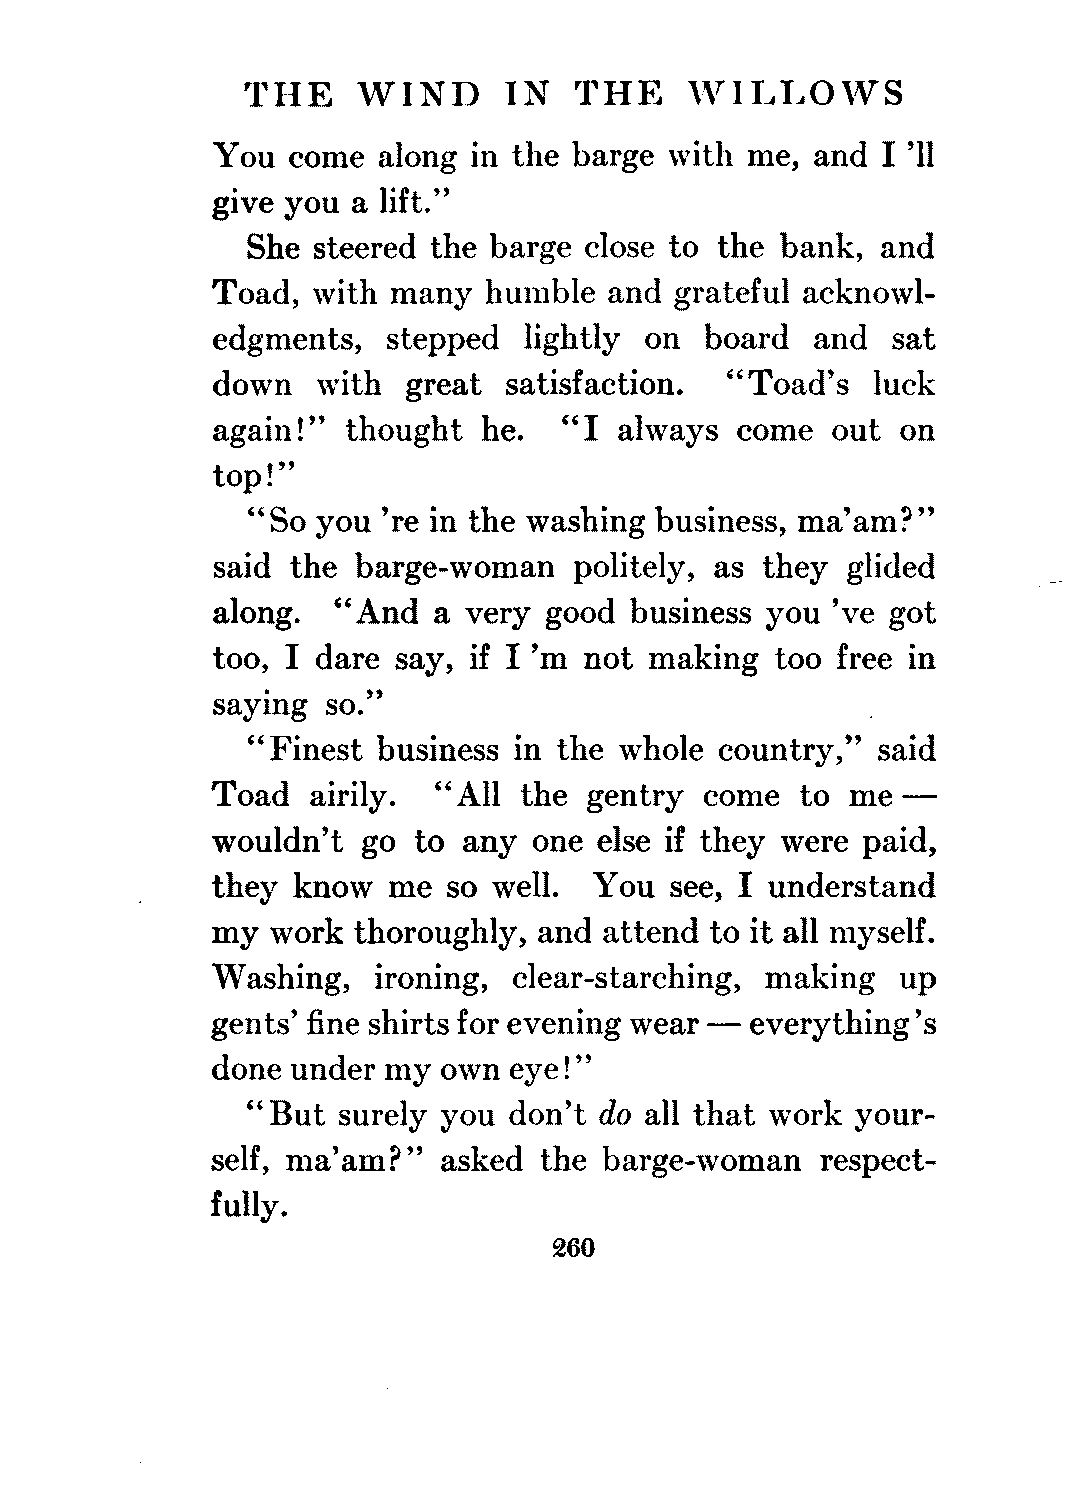 THE WIND IN THE WILLOWS
You come along in the barge with me, and I 'll
give you a lift."
She steered the barge close to the bank, and
Toad, with many humble and grateful acknowl-
edgments, stepped lightly on board and sat
down with great satisfaction. "Toad's luck
again!" thought he. "I always come out on
top!"
"So you 're in the washing business, ma'am?"
said the barge-woman politely, as they glided
along. "And a very good business you 've got
too, I dare say, if I 'm not making too free in
saying so."
"Finest business in the whole country," said
Toad airily. "All the gentry come to me —
wouldn't go to any one else if they were paid,
they know me so well. You see, I understand
my work thoroughly, and attend to it all myself.
Washing, ironing, clear-starching, making up
gents' fine shirts for evening wear — everything 's
done under my own eye!"
"But surely you don't do all that work your-
self, ma'am?" asked the barge-woman respect-
fully.
260